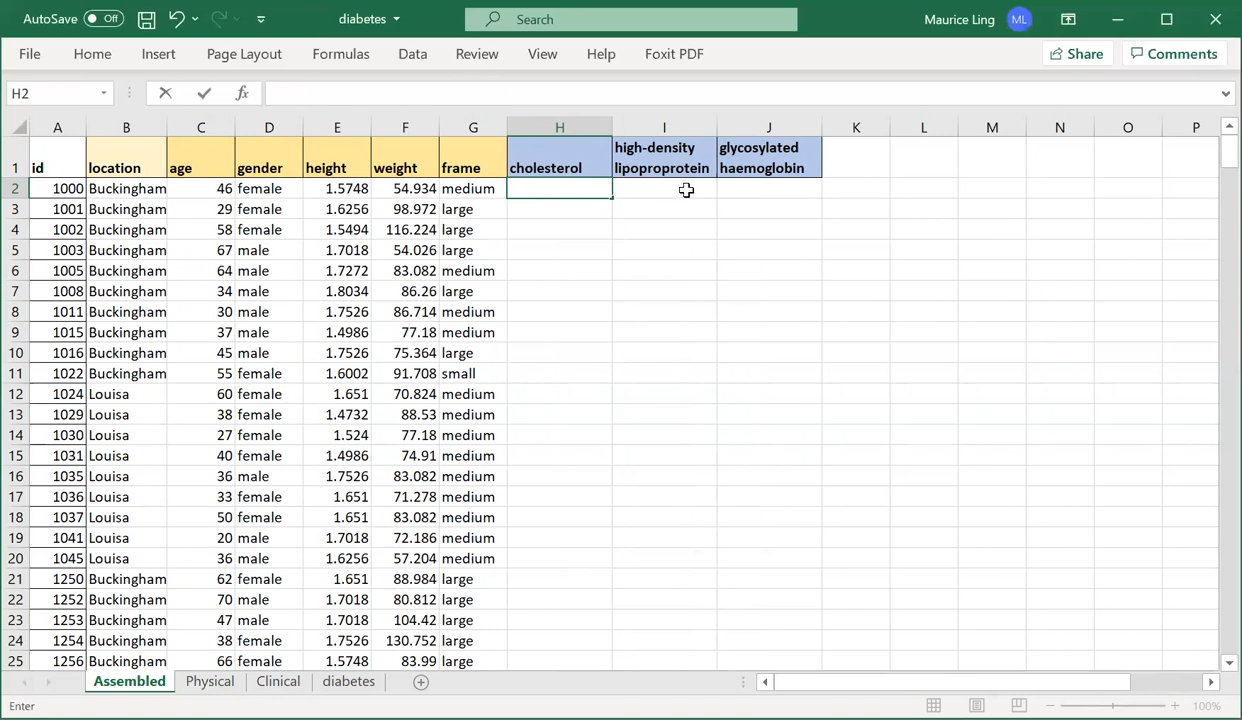 AutoSave Off diabetes Search Maurice Ling ML
File Home Insert Page Layout Formulas Data Review View Help Foxit PDF Share Comments
H2 fx
A B C D E F G H I J K L M N O P
high-density glycosylated
1 id location age gender height weight frame cholesterol lipoprotein haemoglobin
2 1000 Buckingham 46 female 1.5748 54.934 medium
3 1001 Buckingham 29 female 1.6256 98.972 large
4 1002 Buckingham 58 female 1.5494 116.224 large
5 1003 Buckingham 67 male 1.7018 54.026 large
6 1005 Buckingham 64 male 1.7272 83.082 medium
7 1008 Buckingham 34 male 1.8034 86.26 large
8 1011 Buckingham 30 male 1.7526 86.714 medium
9 1015 Buckingham 37 male 1.4986 77.18 medium
10 1016 Buckingham 45 male 1.7526 75.364 large
11 1022 Buckingham 55 female 1.6002 91.708 small
12 1024 Louisa 60 female 1.651 70.824 medium
13 1029 Louisa 38 female 1.4732 88.53 medium
14 1030 Louisa 27 female 1.524 77.18 medium
15 1031 Louisa 40 female 1.4986 74.91 medium
16 1035 Louisa 36 male 1.7526 83.082 medium
17 1036 Louisa 33 female 1.651 71.278 medium
18 1037 Louisa 50 female 1.651 83.082 medium
19 1041 Louisa 20 male 1.7018 72.186 medium
20 1045 Louisa 36 male 1.6256 57.204 medium
21 1250 Buckingham 62 female 1.651 88.984 large
22 1252 Buckingham 70 male 1.7018 80.812 large
23 1253 Buckingham 47 male 1.7018 104.42 large
24 1254 Buckingham 38 female 1.7526 130.752 large
25 1256 Buckingham 66 female 1.5748 83.99 large
Assembled Physical Clinical diabetes
Enter 100%